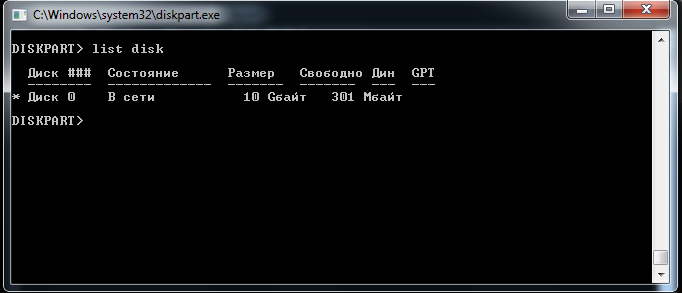 C:\Windows\system32\diskpart.exe
DISKPART> list disk
Диск ### Состояние Размер Свободно Дин GPT
-------- ------------- ------- ------- --- ---
* Диск 0 В сети 10 Gбайт 301 Mбайт
DISKPART>